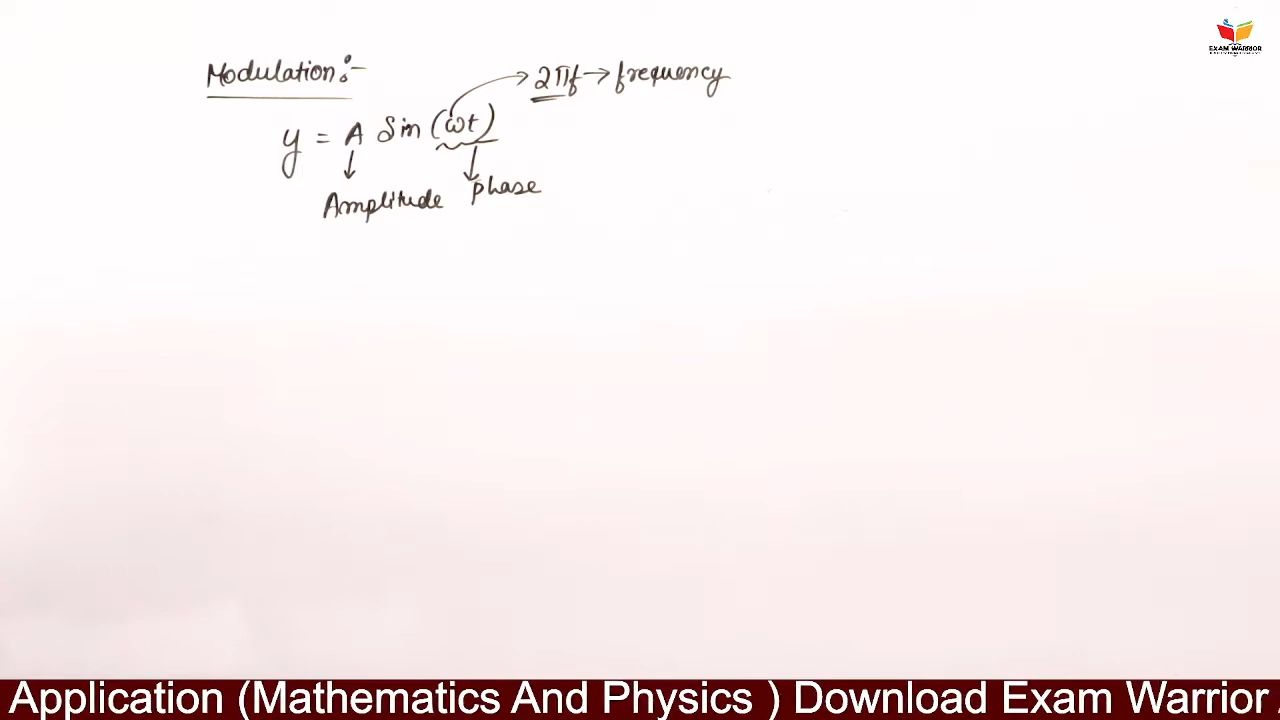 Modulation:-
→ 2πf → frequency
y = A Sin (ωt)
↓ ↓
Amplitude phase
EXAM WARRIOR
Application (Mathematics And Physics ) Download Exam Warrior